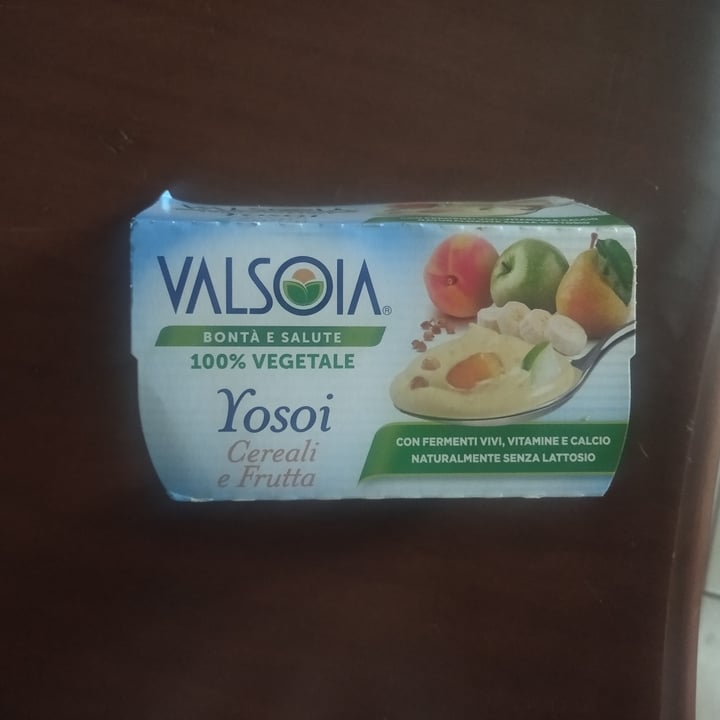 VALSOIA®
BONTÀ E SALUTE
100% VEGETALE
Yosoi
Cereali
e Frutta
CON FERMENTI VIVI, VITAMINE E CALCIO
NATURALMENTE SENZA LATTOSIO